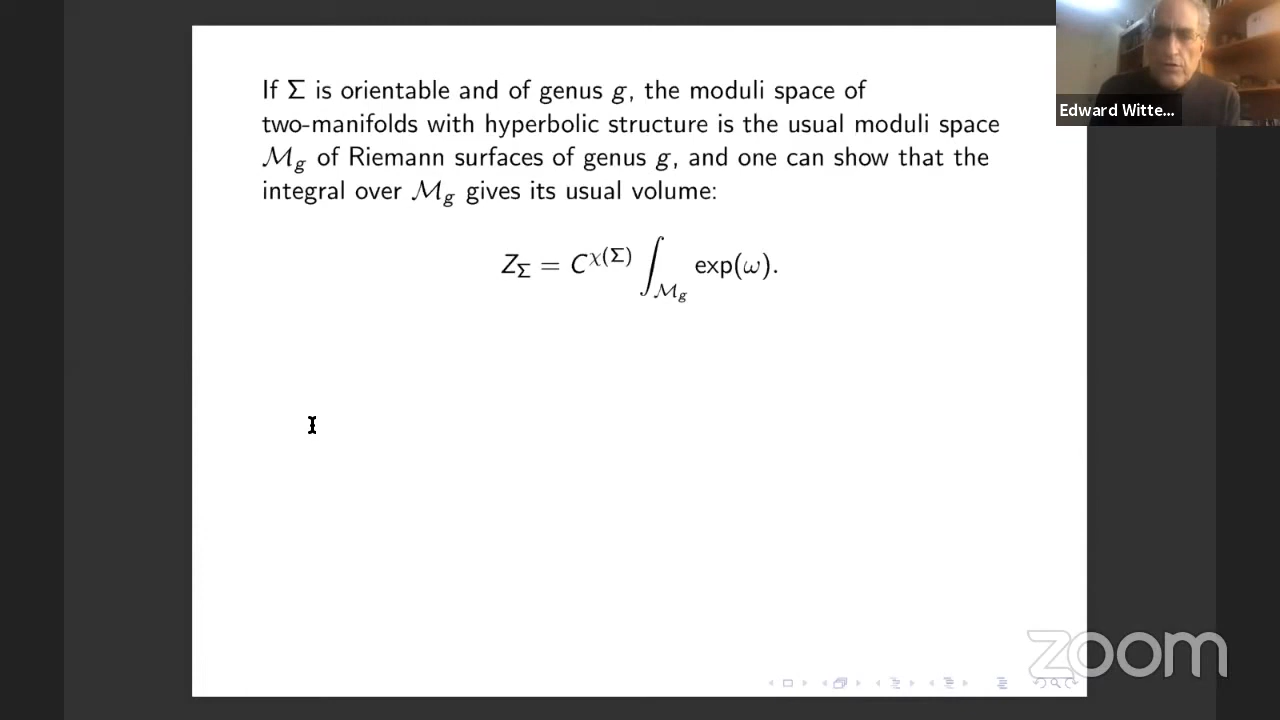 If Σ is orientable and of genus g, the moduli space of
two-manifolds with hyperbolic structure is the usual moduli space
ℳ_g of Riemann surfaces of genus g, and one can show that the
integral over ℳ_g gives its usual volume:
Z_Σ = C^{χ(Σ)} ∫_{ℳ_g} exp(ω).
Edward Witte...
zoom